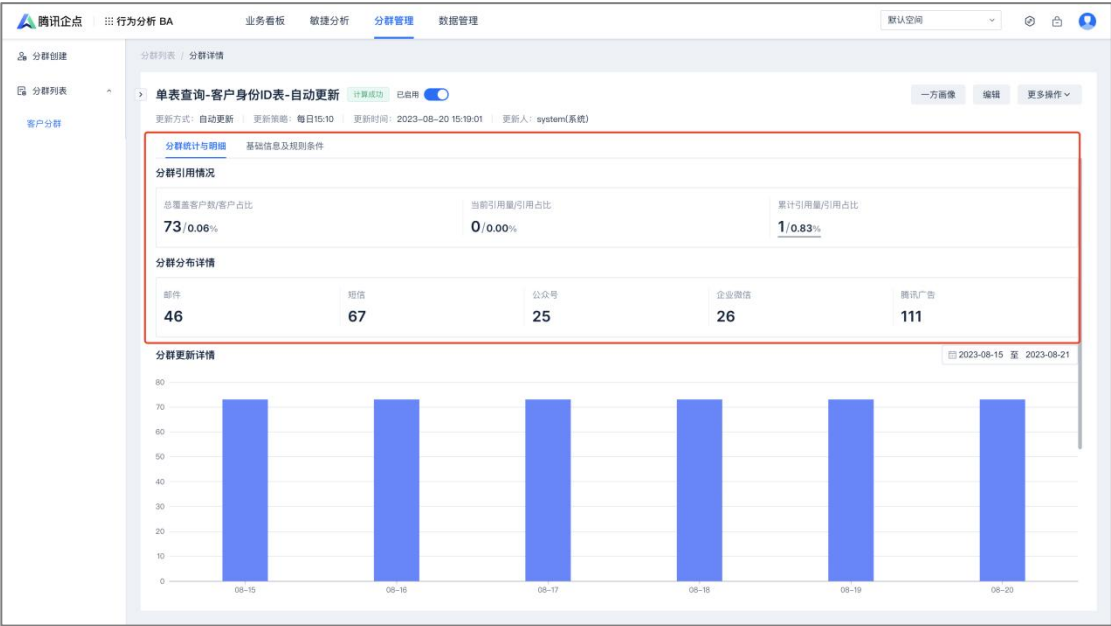 腾讯企点 行为分析 BA 业务看板 敏捷分析 分群管理 数据管理 默认空间
分群创建
分群列表
客户分群
分群列表 / 分群详情
单表查询-客户身份ID表-自动更新 计算成功 已启用 一方画像 编辑 更多操作
更新方式: 自动更新 更新策略: 每日15:10 更新时间: 2023-08-20 15:19:01 更新人: system(系统)
分群统计与明细 基础信息及规则条件
分群引用情况
总覆盖客户数/客户占比 当前引用量/引用占比 累计引用量/引用占比
73/0.06% 0/0.00% 1/0.83%
分群分布详情
邮件 短信 公众号 企业微信 腾讯广告
46 67 25 26 111
分群更新详情 2023-08-15 至 2023-08-21
80
70
60
50
40
30
20
10
0
08-15 08-16 08-17 08-18 08-19 08-20